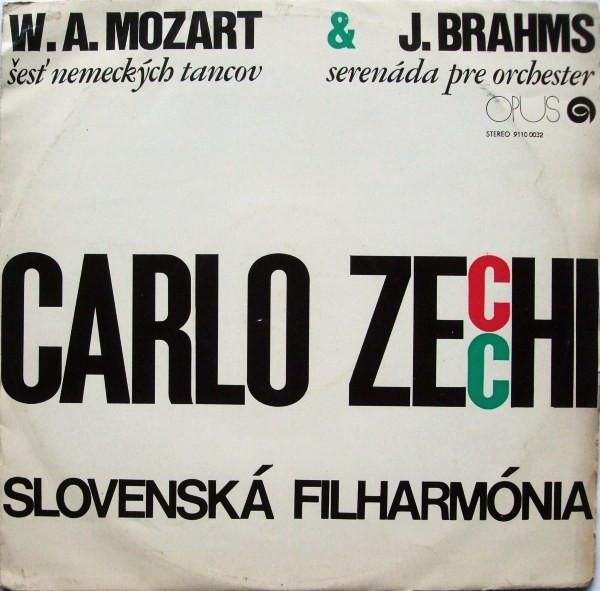 W. A. MOZART & J. BRAHMS
šesť nemeckých tancov serenáda pre orchester
OPUS
STEREO 9110 0032
CARLO ZECCHI
SLOVENSKÁ FILHARMÓNIA